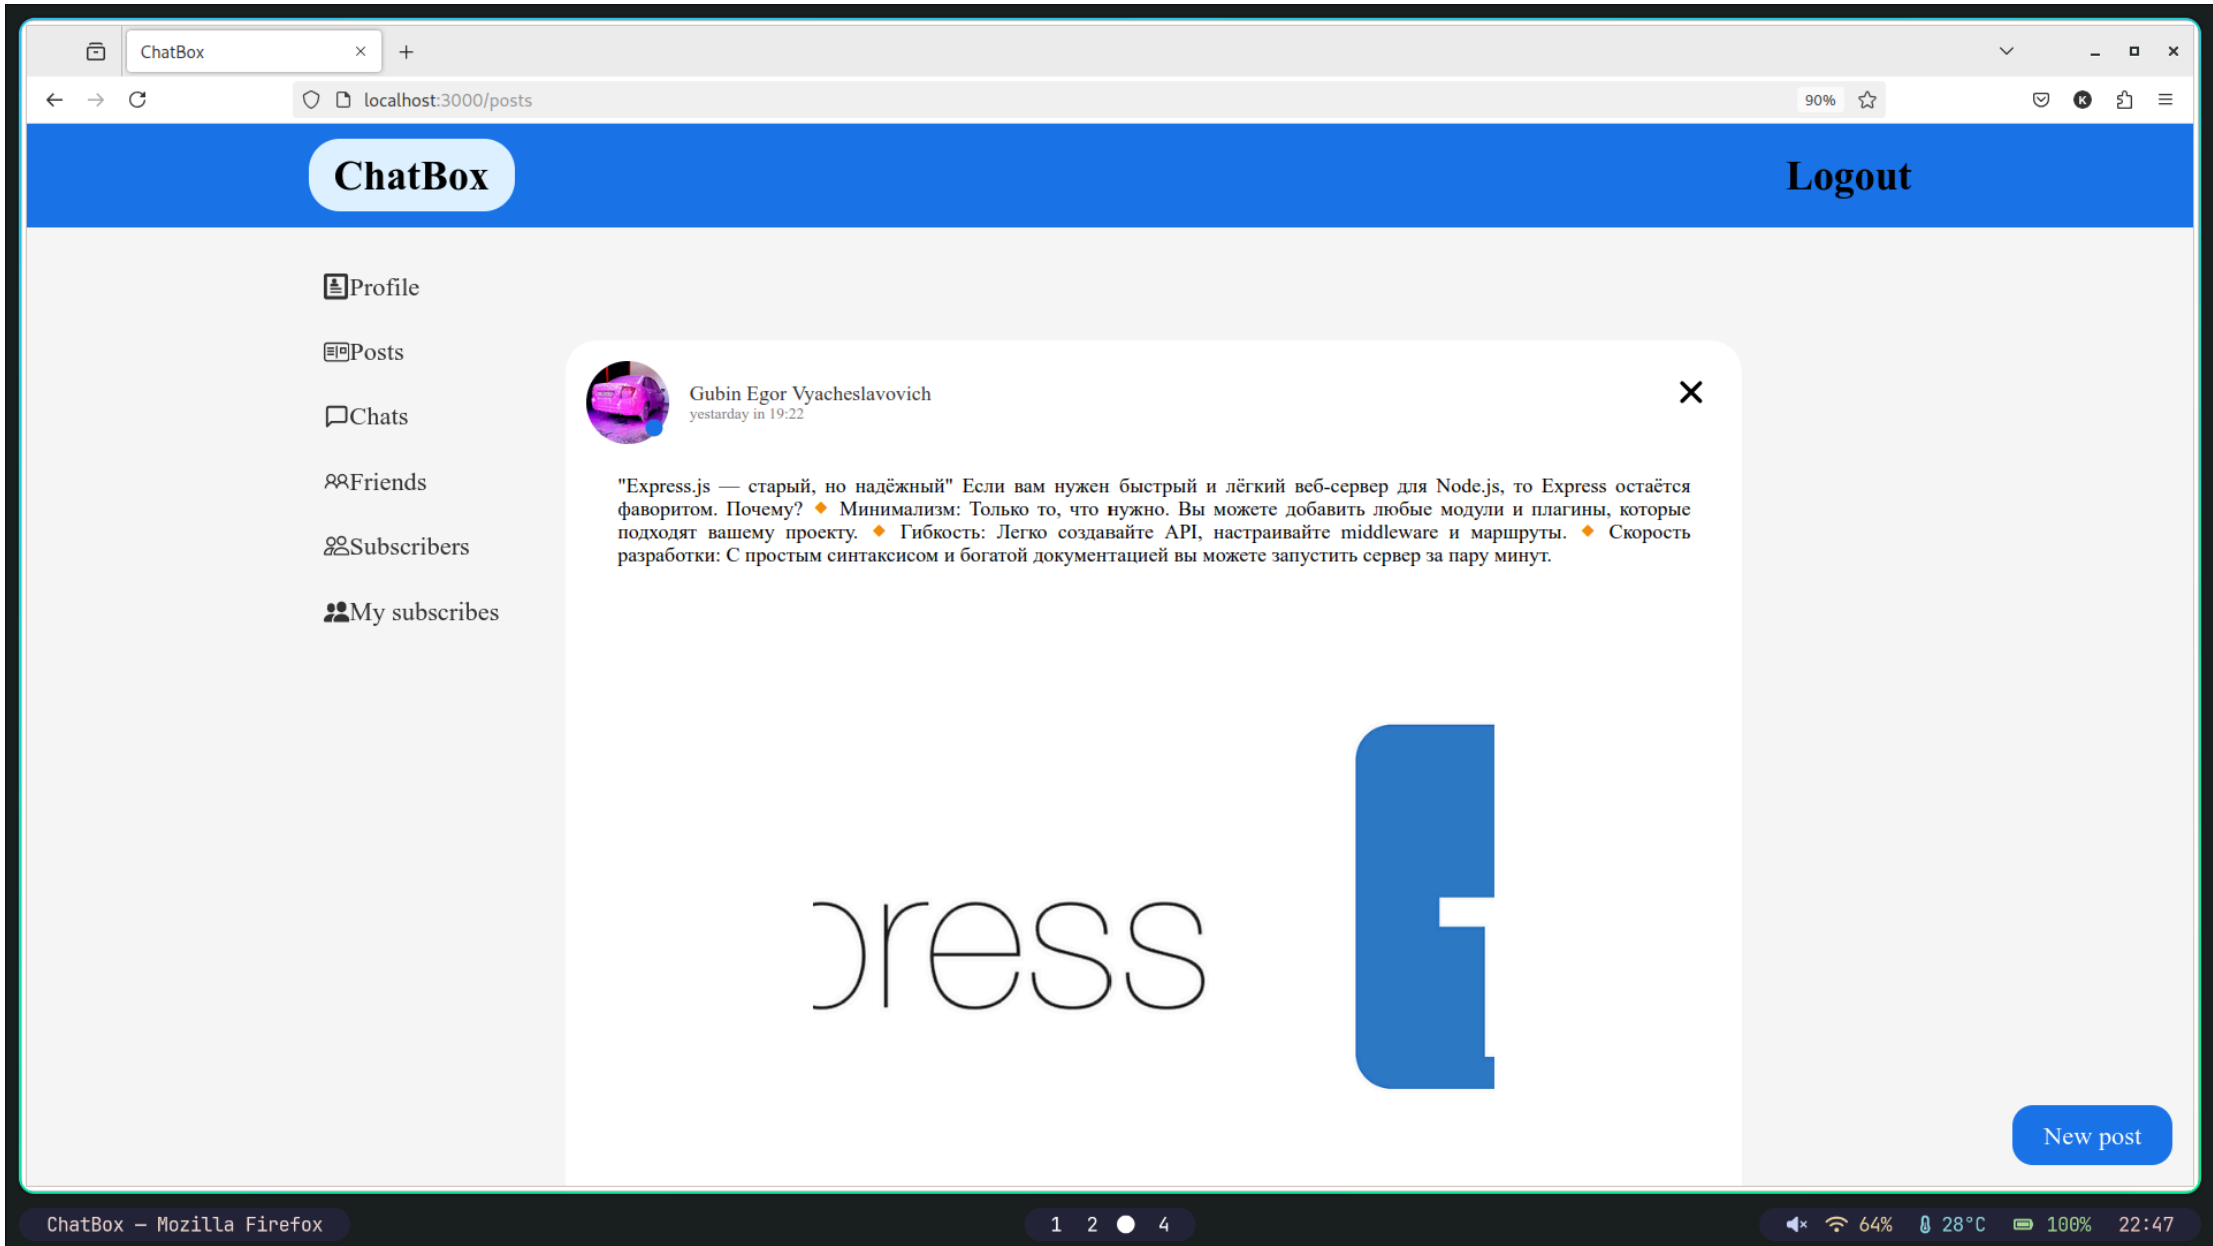 ChatBox
localhost:3000/posts
90%
K
ChatBox
Logout
Profile
Posts
Chats
Friends
Subscribers
My subscribes
Gubin Egor Vyacheslavovich
yestarday in 19:22
"Express.js — старый, но надёжный" Если вам нужен быстрый и лёгкий веб-сервер для Node.js, то Express остаётся
фаворитом. Почему? 🔸 Минимализм: Только то, что нужно. Вы можете добавить любые модули и плагины, которые
подходят вашему проекту. 🔸 Гибкость: Легко создавайте API, настраивайте middleware и маршруты. 🔸 Скорость
разработки: С простым синтаксисом и богатой документацией вы можете запустить сервер за пару минут.
press
New post
ChatBox — Mozilla Firefox
1 2 4
64% 28°C 100% 22:47